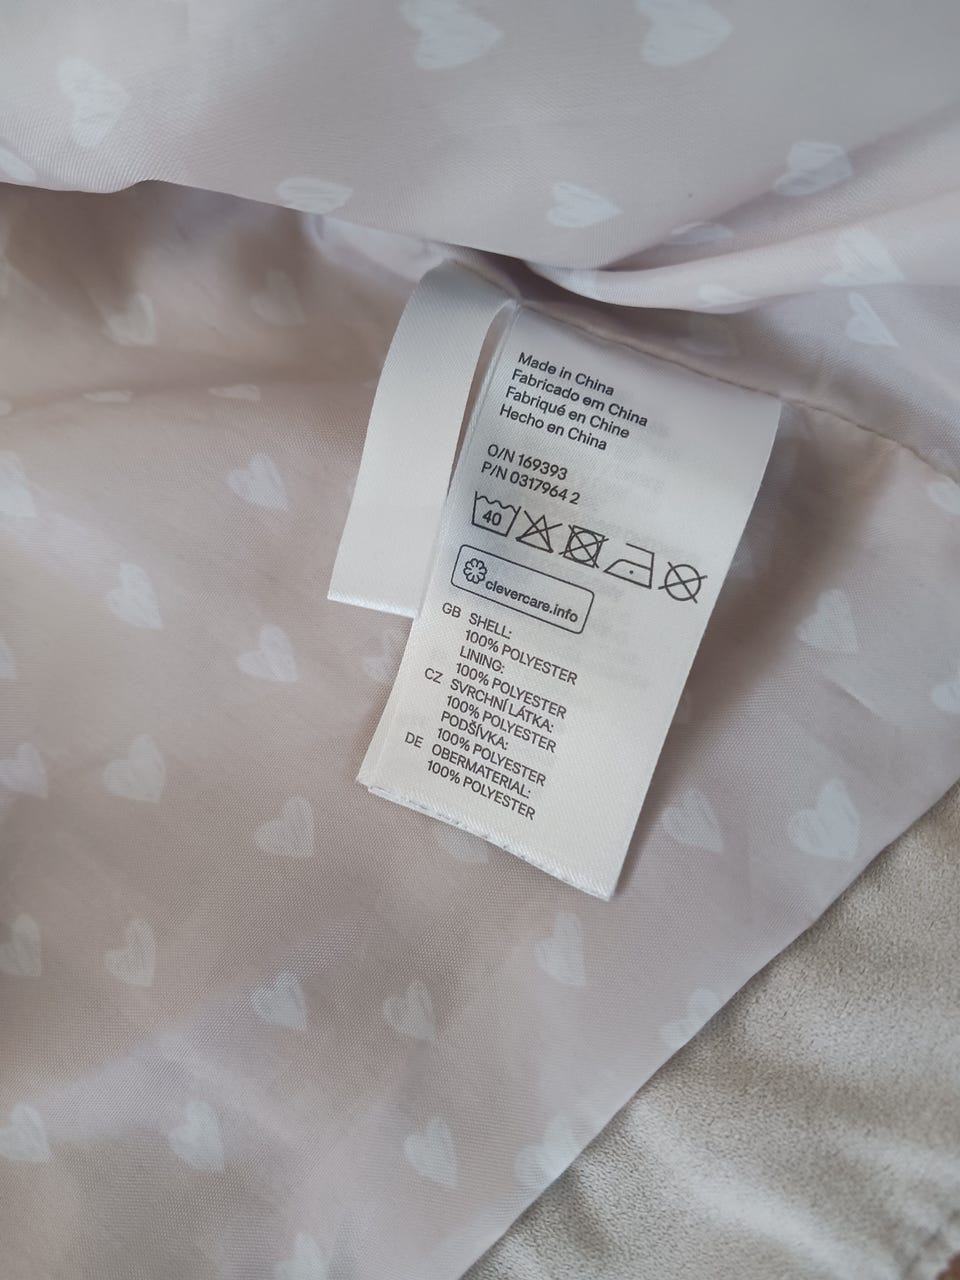 Made in China
Fabricado em China
Fabriqué en Chine
Hecho en China
O/N 169393
P/N 0317964 2
40
clevercare.info
GB SHELL:
100% POLYESTER
LINING:
100% POLYESTER
CZ SVRCHNÍ LÁTKA:
100% POLYESTER
PODŠÍVKA:
100% POLYESTER
DE OBERMATERIAL:
100% POLYESTER